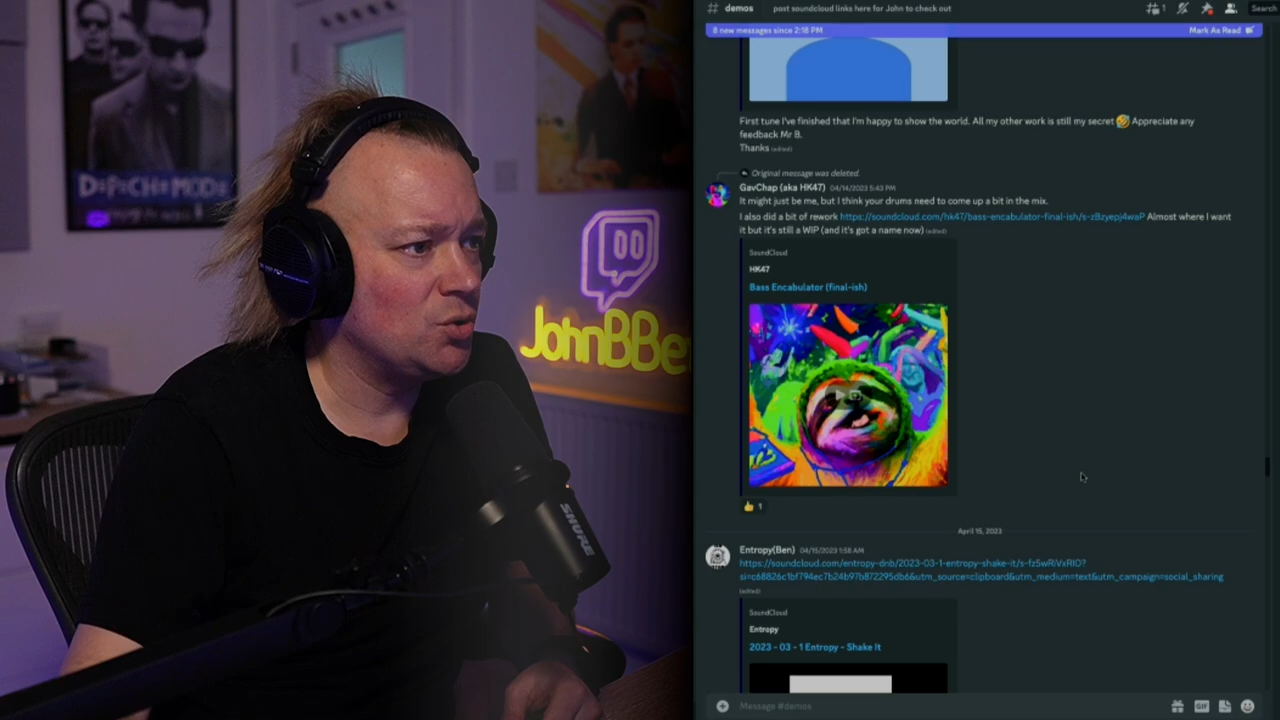 DEPECHE MODE
JohnBBe
SHURE
# demos post soundcloud links here for John to check out
1
Search
8 new messages since 2:18 PM
Mark As Read
First tune I've finished that I'm happy to show the world. All my other work is still my secret 🤣 Appreciate any
feedback Mr B.
Thanks (edited)
Original message was deleted.
GavChap (aka HK47) 04/14/2023 5:43 PM
It might just be me, but I think your drums need to come up a bit in the mix.
I also did a bit of rework https://soundcloud.com/hk47/bass-encabulator-final-ish/s-zBzyepj4waP Almost where I want
it but it's still a WIP (and it's got a name now) (edited)
SoundCloud
HK47
Bass Encabulator (final-ish)
👍 1
April 15, 2023
Entropy(Ben) 04/15/2023 1:58 AM
https://soundcloud.com/entropy-dnb/2023-03-1-entropy-shake-it/s-fz5wRiVxRIO?
si=c68826c1bf794ec7b24b97b872295db6&utm_source=clipboard&utm_medium=text&utm_campaign=social_sharing
(edited)
SoundCloud
Entropy
2023 - 03 - 1 Entropy - Shake It
Message #demos
GIF